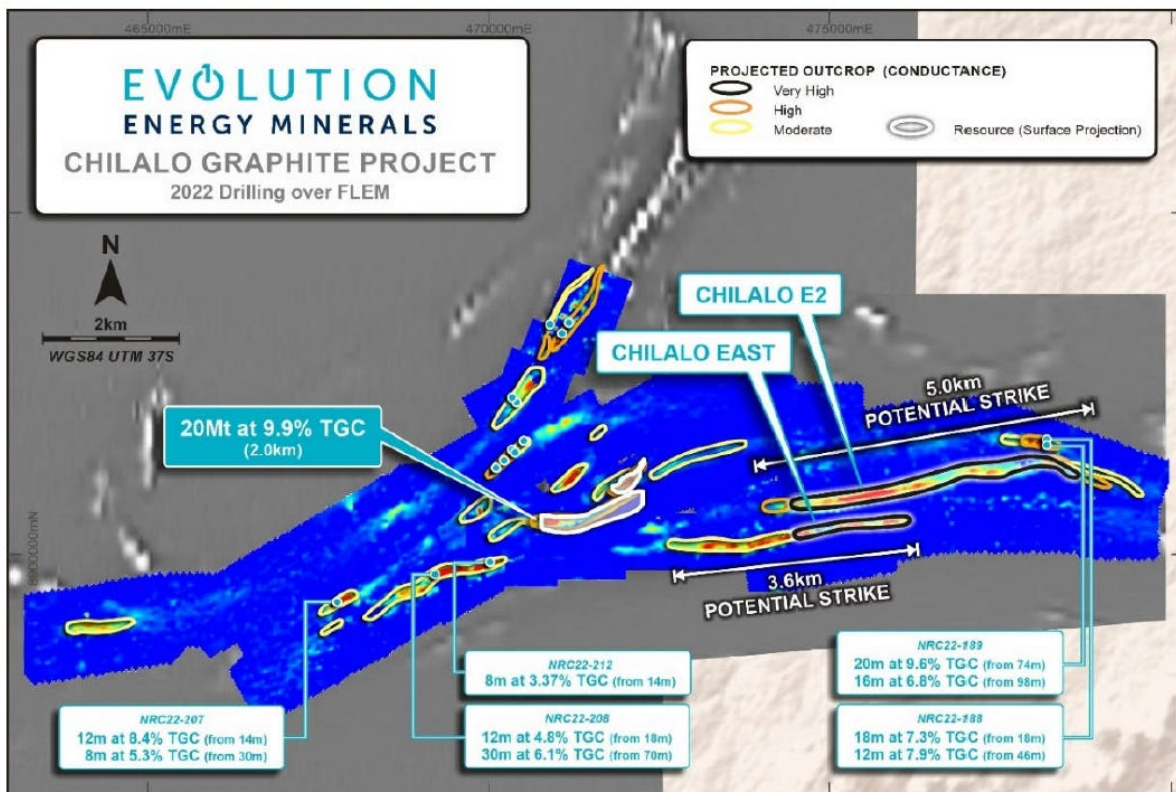 465000mE
470000mE
475000mE
EVOLUTION
ENERGY MINERALS
CHILALO GRAPHITE PROJECT
2022 Drilling over FLEM
PROJECTED OUTCROP (CONDUCTANCE)
Very High
High
Moderate
Resource (Surface Projection)
N
2km
WGS84 UTM 37S
CHILALO E2
CHILALO EAST
5.0km
POTENTIAL STRIKE
20Mt at 9.9% TGC
(2.0km)
3.6km
POTENTIAL STRIKE
NRC22-189
20m at 9.6% TGC (from 74m)
16m at 6.8% TGC (from 98m)
NRC22-212
8m at 3.37% TGC (from 14m)
NRC22-207
12m at 8.4% TGC (from 14m)
8m at 5.3% TGC (from 30m)
NRC22-208
12m at 4.8% TGC (from 18m)
30m at 6.1% TGC (from 70m)
NRC22-188
18m at 7.3% TGC (from 18m)
12m at 7.9% TGC (from 46m)